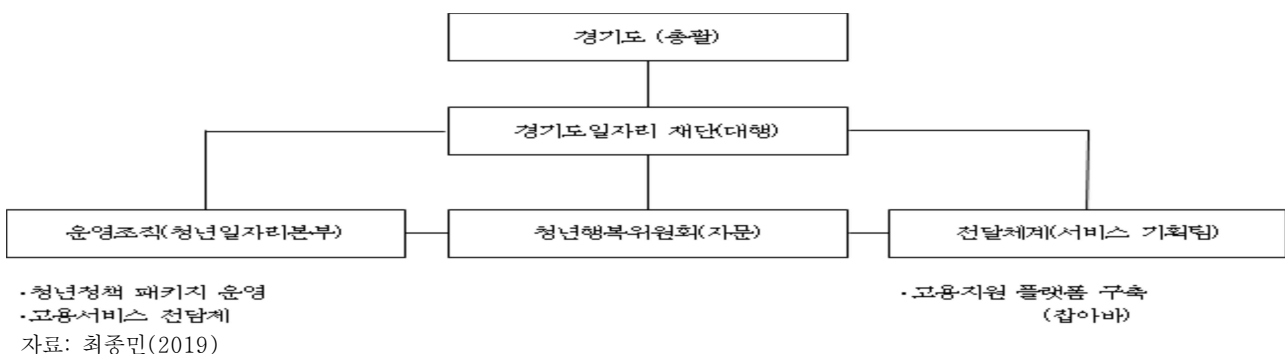 경기도 (총괄)
경기도일자리 재단(대행)
운영조직(청년일자리본부)
청년행복위원회(자문)
전달체계(서비스 기획팀)
·청년정책 패키지 운영
·고용서비스 전담제
·고용지원 플랫폼 구축
(잡아바)
자료: 최종민(2019)